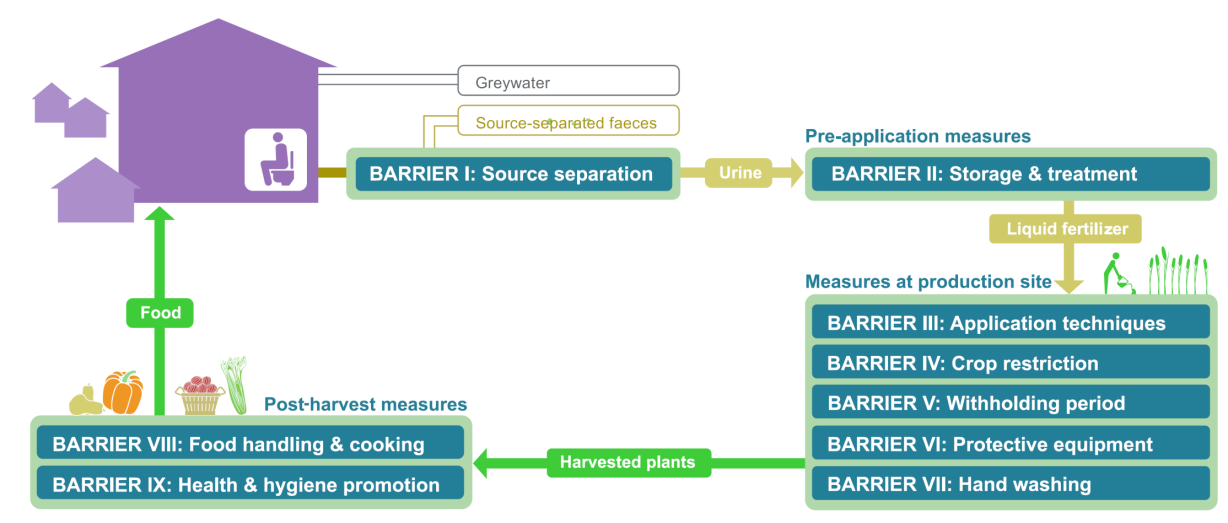 Greywater
Source-separated faeces
Pre-application measures
BARRIER I: Source separation
Urine
BARRIER II: Storage & treatment
Liquid fertilizer
Measures at production site
BARRIER III: Application techniques
BARRIER IV: Crop restriction
BARRIER V: Withholding period
BARRIER VI: Protective equipment
BARRIER VII: Hand washing
Harvested plants
Post-harvest measures
BARRIER VIII: Food handling & cooking
BARRIER IX: Health & hygiene promotion
Food